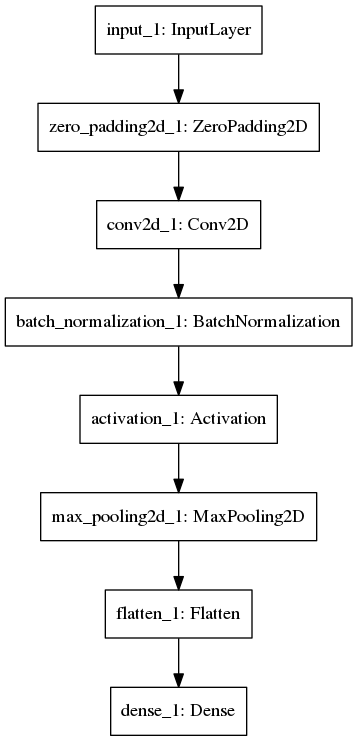 input_1: InputLayer
zero_padding2d_1: ZeroPadding2D
conv2d_1: Conv2D
batch_normalization_1: BatchNormalization
activation_1: Activation
max_pooling2d_1: MaxPooling2D
flatten_1: Flatten
dense_1: Dense